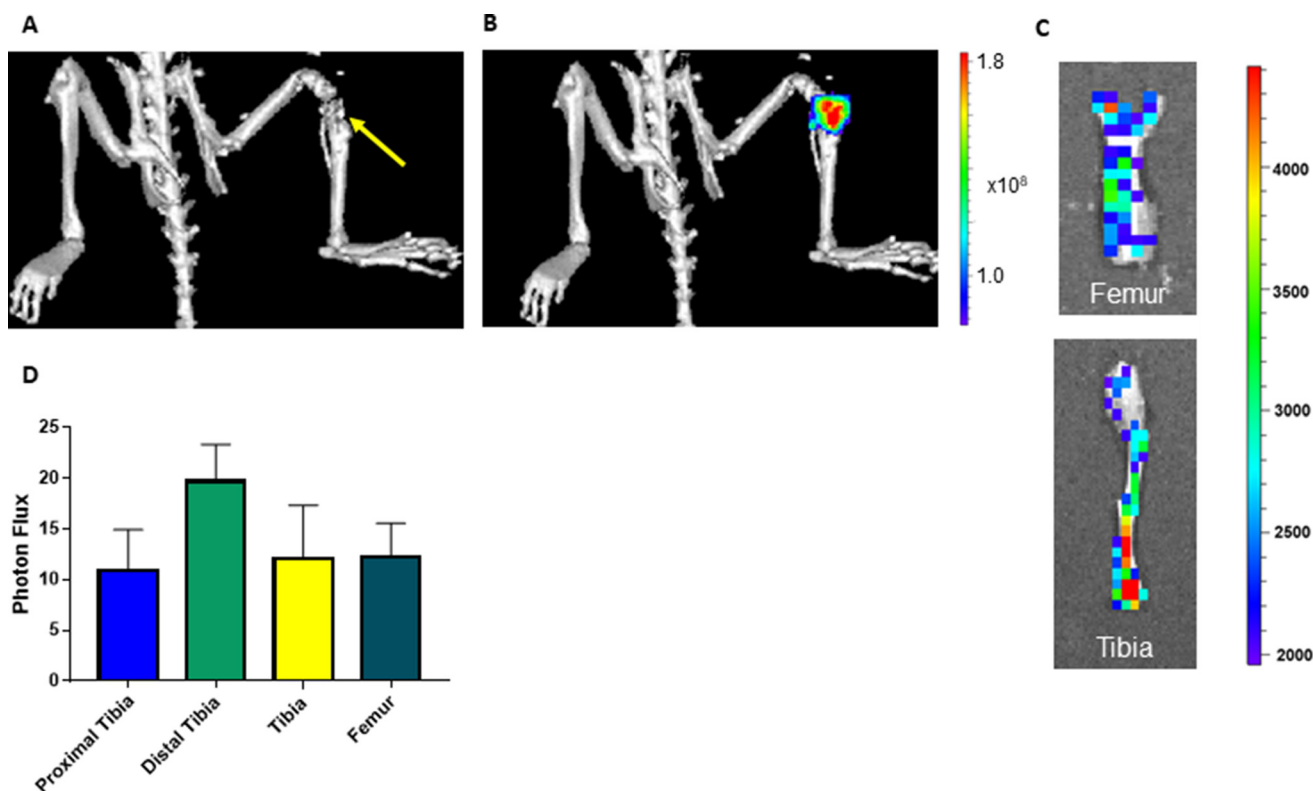 A
B
C
1.8
x10⁸
1.0
Femur
Tibia
4000
3500
3000
2500
2000
D
25
20
15
10
5
0
Photon Flux
Proximal Tibia
Distal Tibia
Tibia
Femur